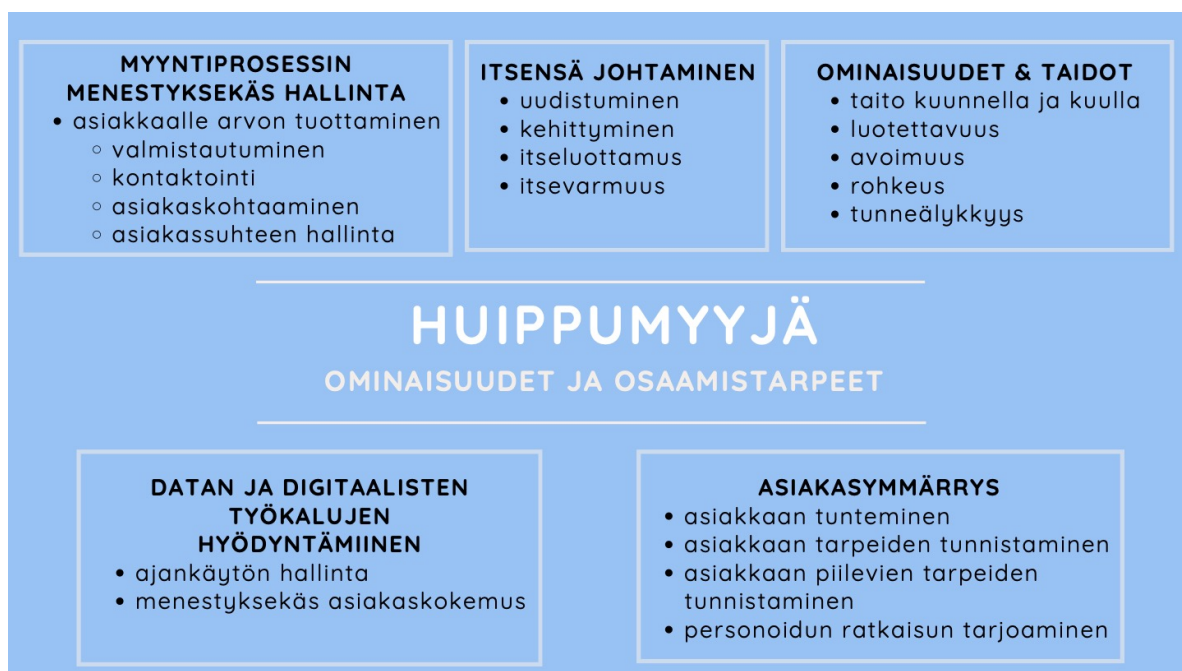 MYYNTIPROSESSIN
MENESTYKSEKÄS HALLINTA
• asiakkaalle arvon tuottaminen
◦ valmistautuminen
◦ kontaktointi
◦ asiakaskohtaaminen
◦ asiakassuhteen hallinta
ITSENSÄ JOHTAMINEN
• uudistuminen
• kehittyminen
• itseluottamus
• itsevarmuus
OMINAISUUDET & TAIDOT
• taito kuunnella ja kuulla
• luotettavuus
• avoimuus
• rohkeus
• tunneälykkyys
HUIPPUMYYJÄ
OMINAISUUDET JA OSAAMISTARPEET
DATAN JA DIGITAALISTEN
TYÖKALUJEN
HYÖDYNTÄMIINEN
• ajankäytön hallinta
• menestyksekäs asiakaskokemus
ASIAKASYMMÄRRYS
• asiakkaan tunteminen
• asiakkaan tarpeiden tunnistaminen
• asiakkaan piilevien tarpeiden
tunnistaminen
• personoidun ratkaisun tarjoaminen